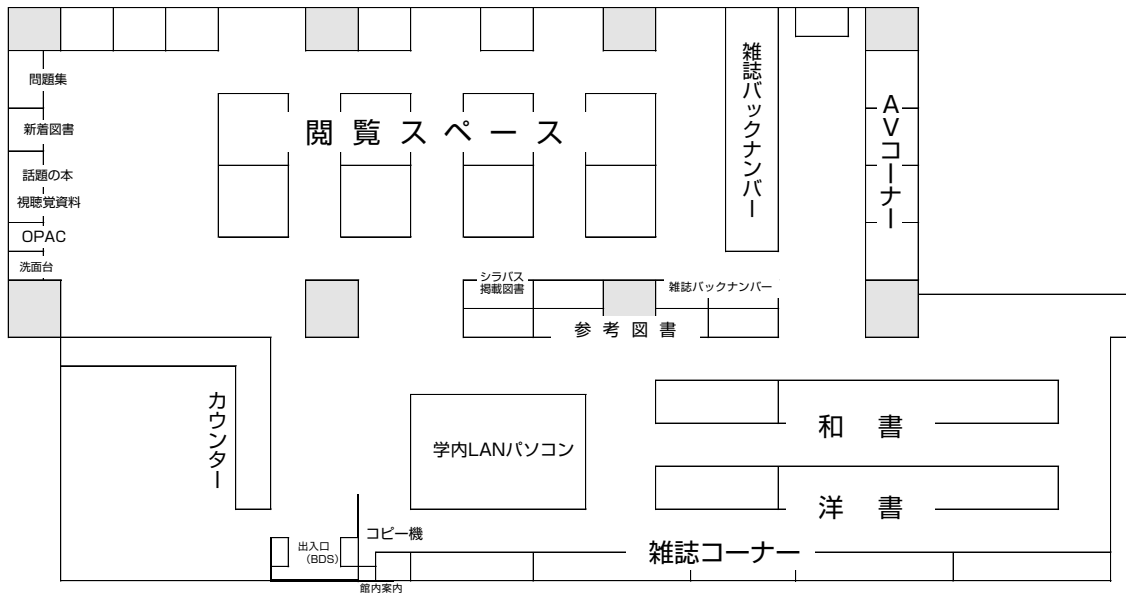 問題集
新着図書
話題の本
視聴覚資料
OPAC
洗面台
閲覧スペース
雑誌バックナンバー
AVコーナー
シラバス
掲載図書
雑誌バックナンバー
参考図書
カウンター
学内LANパソコン
和書
洋書
コピー機
出入口
(BDS)
雑誌コーナー
館内案内